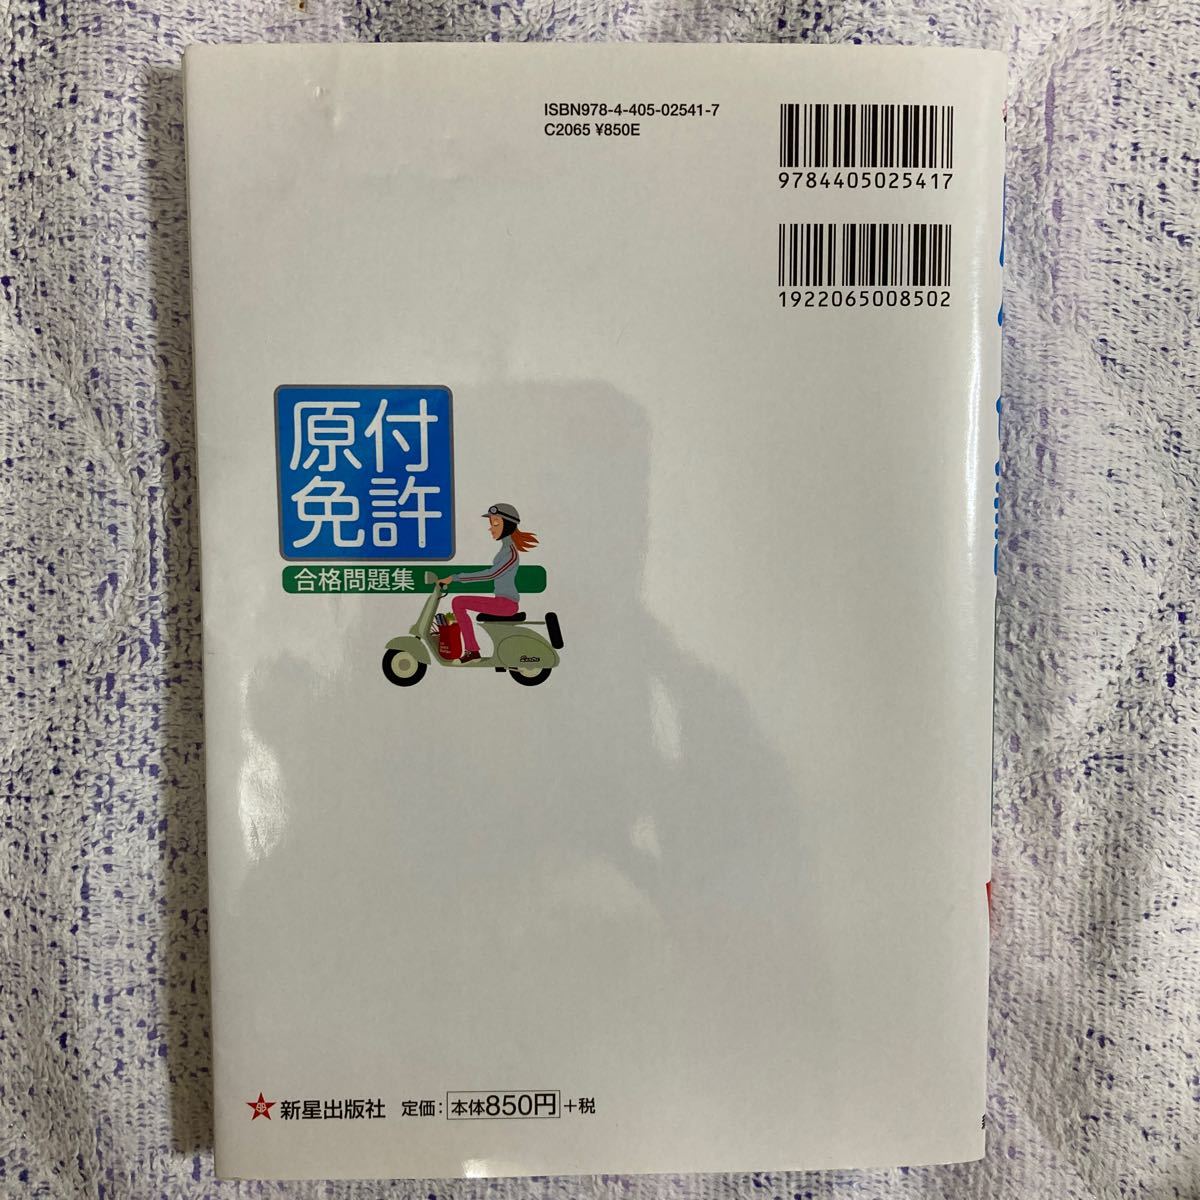 ISBN978-4-405-02541-7
C2065 ¥850E
9784405025417
1922065008502
原付
免許
合格問題集
新星出版社 定価：本体850円+税